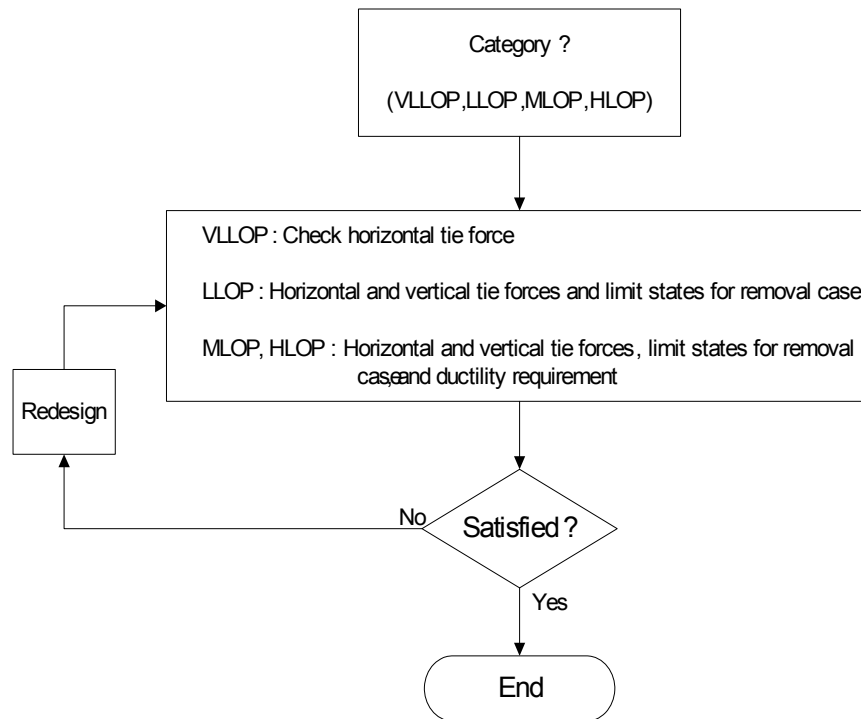 Category ?
(VLLOP,LLOP,MLOP,HLOP)
VLLOP : Check horizontal tie force
LLOP : Horizontal and vertical tie forces and limit states for removal case
MLOP, HLOP : Horizontal and vertical tie forces, limit states for removal
case,and ductility requirement
Redesign
No
Satisfied ?
Yes
End